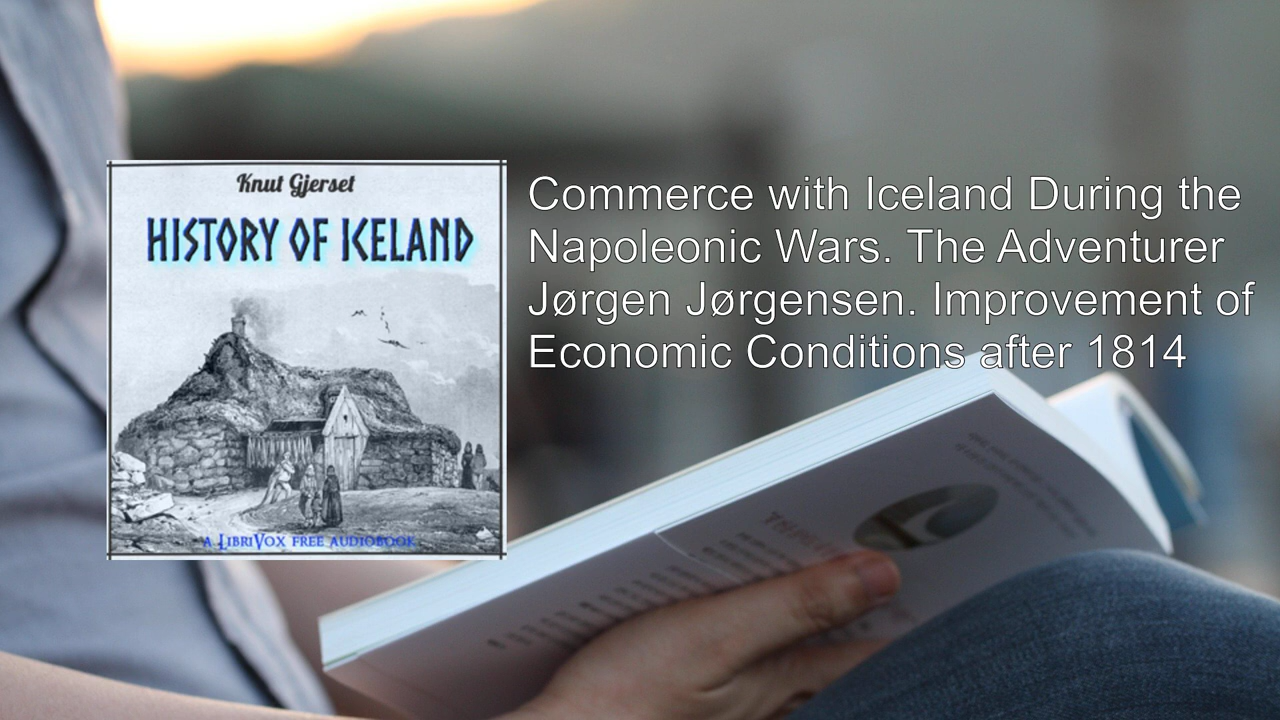 Knut Gjerset
HISTORY OF ICELAND
A LIBRIVOX FREE AUDIOBOOK
Commerce with Iceland During the
Napoleonic Wars. The Adventurer
Jørgen Jørgensen. Improvement of
Economic Conditions after 1814